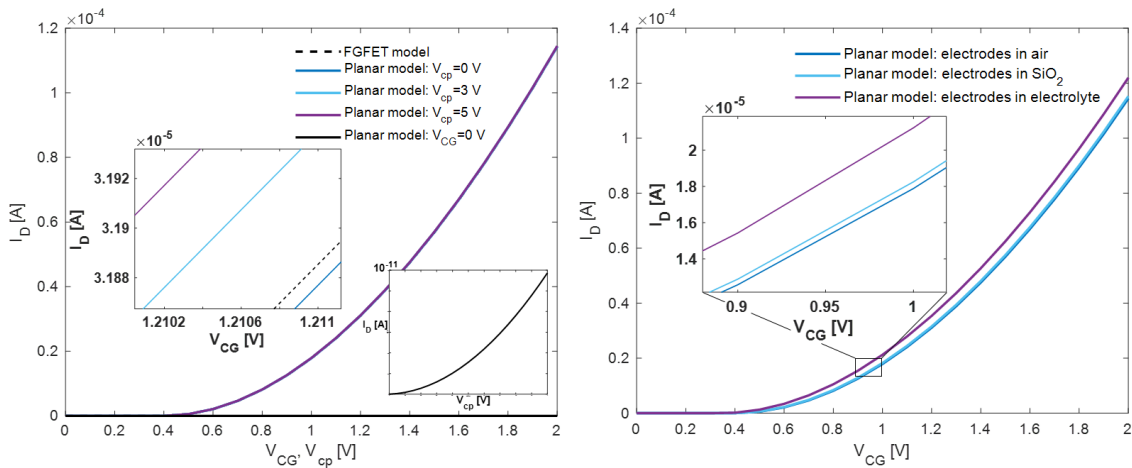 ×10⁻⁴
1.2
1
0.8
0.6
0.4
0.2
0
I_D [A]
FGFET model
Planar model: V_cp=0 V
Planar model: V_cp=3 V
Planar model: V_cp=5 V
Planar model: V_CG=0 V
×10⁻⁵
3.192
3.19
3.188
I_D [A]
1.2102 1.2106 1.211
V_CG [V]
10⁻¹¹
I_D [A]
V_cp [V]
0 0.2 0.4 0.6 0.8 1 1.2 1.4 1.6 1.8 2
V_CG, V_cp [V]
×10⁻⁴
1.4
1.2
1
0.8
0.6
0.4
0.2
0
I_D [A]
Planar model: electrodes in air
Planar model: electrodes in SiO₂
Planar model: electrodes in electrolyte
×10⁻⁵
2
1.8
1.6
1.4
I_D [A]
0.9 0.95 1
V_CG [V]
0 0.2 0.4 0.6 0.8 1 1.2 1.4 1.6 1.8 2
V_CG [V]